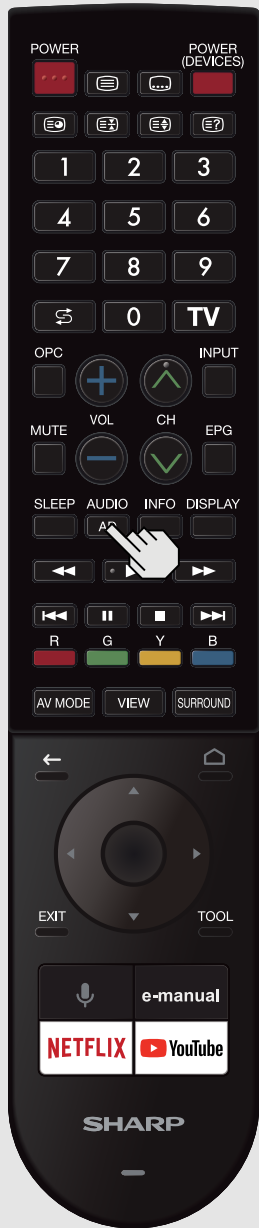 POWER POWER
(DEVICES)
1 2 3
4 5 6
7 8 9
0 TV
OPC INPUT
MUTE VOL CH EPG
SLEEP AUDIO INFO DISPLAY
AD
R G Y B
AV MODE VIEW SURROUND
EXIT TOOL
e-manual
NETFLIX YouTube
SHARP